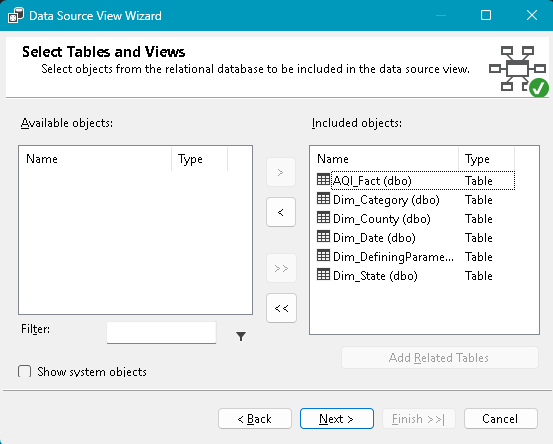 Data Source View Wizard
Select Tables and Views
Select objects from the relational database to be included in the data source view.
Available objects:
Name Type
>
<
>>
<<
Filter:
Show system objects
Included objects:
Name Type
AQI_Fact (dbo) Table
Dim_Category (dbo) Table
Dim_County (dbo) Table
Dim_Date (dbo) Table
Dim_DefiningParame... Table
Dim_State (dbo) Table
Add Related Tables
< Back Next > Finish >>| Cancel